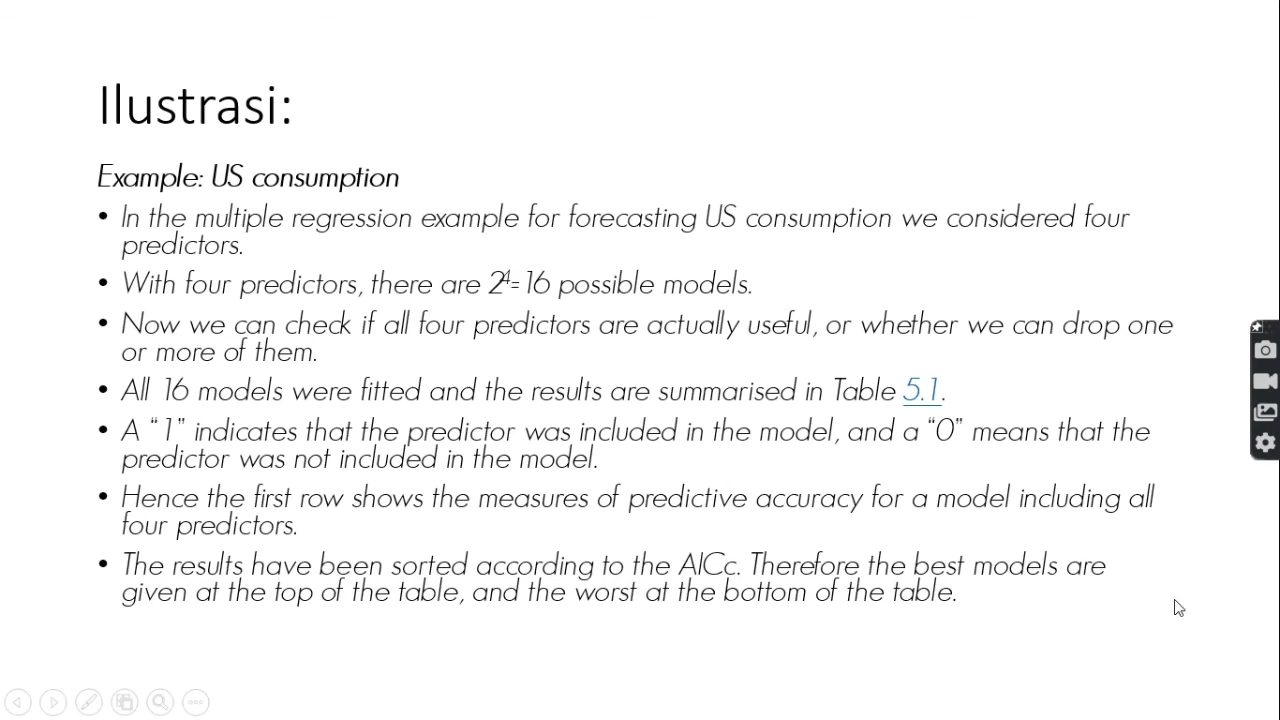 Ilustrasi:
Example: US consumption
• In the multiple regression example for forecasting US consumption we considered four
predictors.
• With four predictors, there are 2⁴=16 possible models.
• Now we can check if all four predictors are actually useful, or whether we can drop one
or more of them.
• All 16 models were fitted and the results are summarised in Table 5.1.
• A “1” indicates that the predictor was included in the model, and a “0” means that the
predictor was not included in the model.
• Hence the first row shows the measures of predictive accuracy for a model including all
four predictors.
• The results have been sorted according to the AICc. Therefore the best models are
given at the top of the table, and the worst at the bottom of the table.